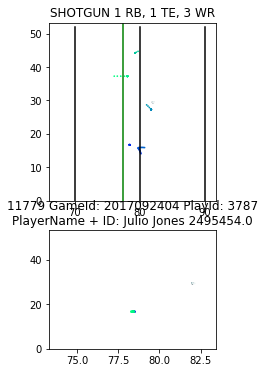 SHOTGUN 1 RB, 1 TE, 3 WR
50
40
30
20
10
0
70 80 90
11779 GameId: 2017092404 PlayId: 3787
PlayerName + ID: Julio Jones 2495454.0
40
20
0
75.0 77.5 80.0 82.5